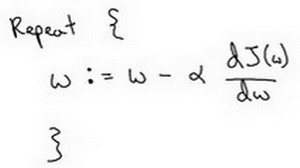 Repeat {
w := w - α dJ(w)/dw
}